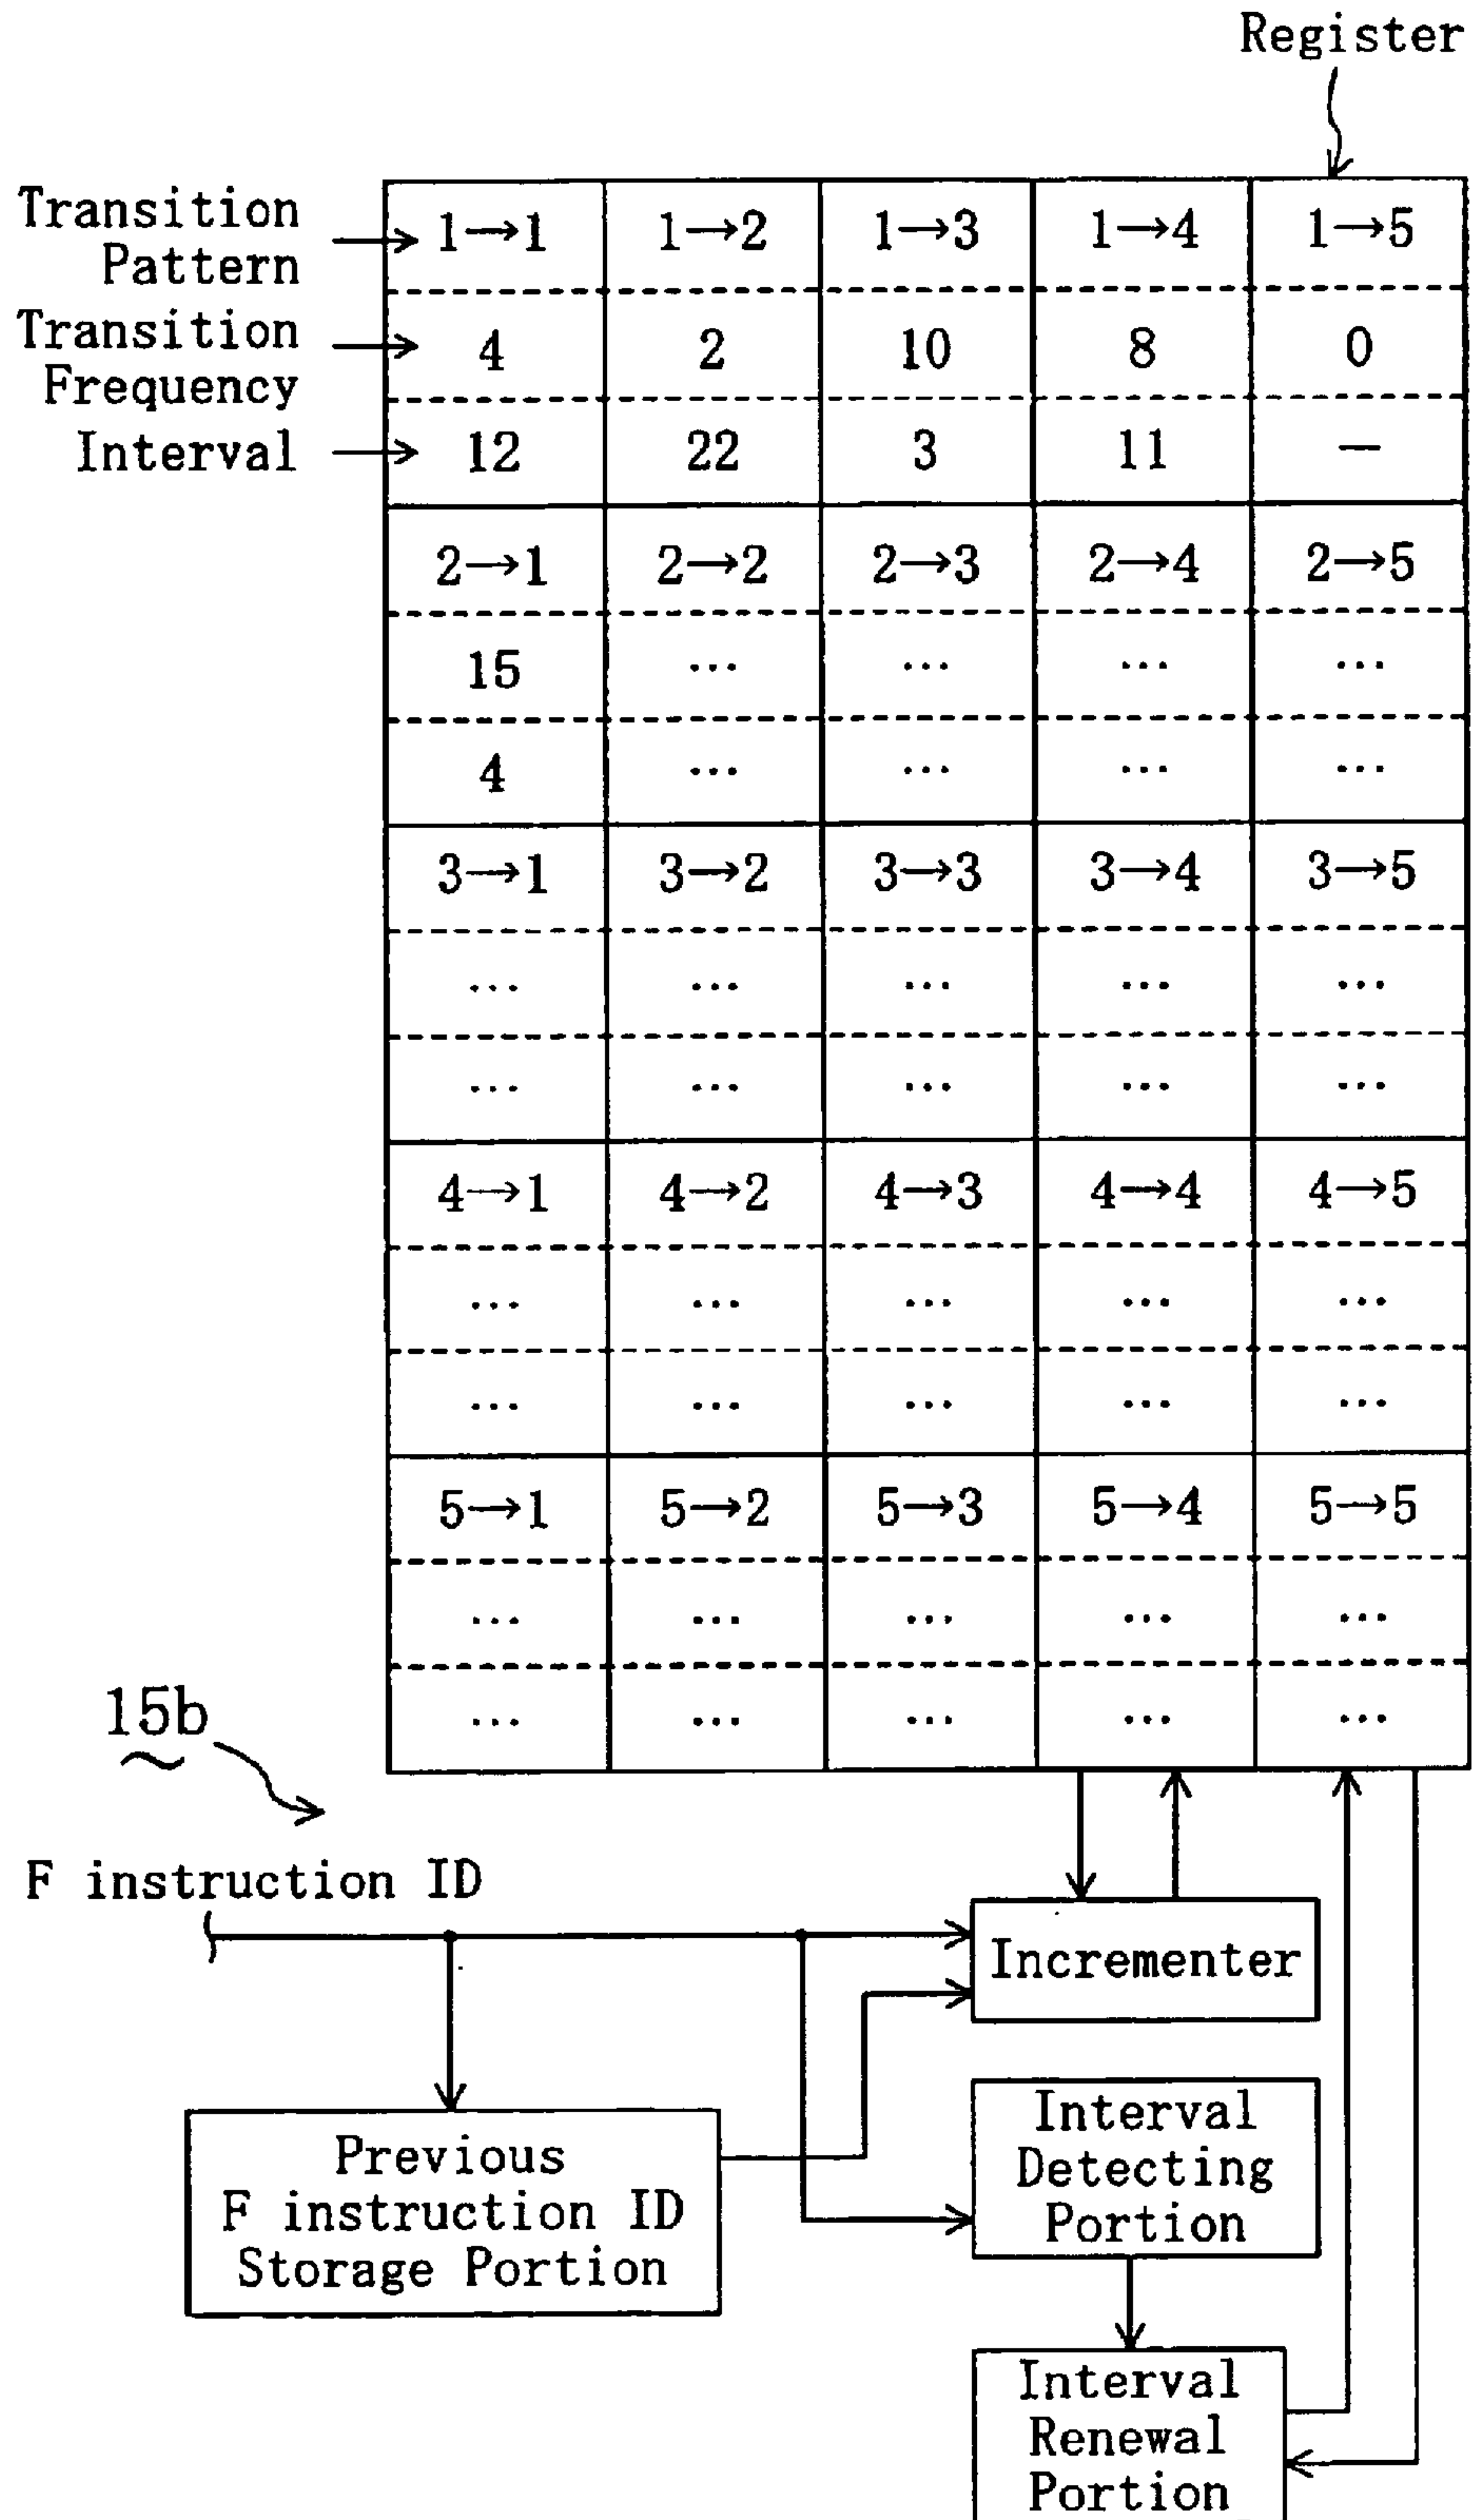 Register
Transition
Pattern
1→1 1→2 1→3 1→4 1→5
Transition
Frequency
4 2 10 8 0
Interval
12 22 3 11 —
2→1 2→2 2→3 2→4 2→5
15 ... ... ... ...
4 ... ... ... ...
3→1 3→2 3→3 3→4 3→5
... ... ... ... ...
... ... ... ... ...
4→1 4→2 4→3 4→4 4→5
... ... ... ... ...
... ... ... ... ...
5→1 5→2 5→3 5→4 5→5
... ... ... ... ...
... ... ... ... ...
15b
F instruction ID
Incrementer
Previous
F instruction ID
Storage Portion
Interval
Detecting
Portion
Interval
Renewal
Portion